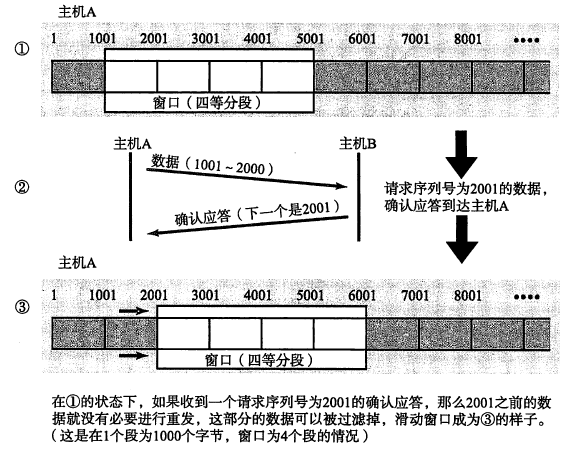 主机A
1 1001 2001 3001 4001 5001 6001 7001 8001 ••••
①
窗口（四等分段）
主机A 主机B
数据（1001～2000）
②
确认应答（下一个是2001）
请求序列号为2001的数据，
确认应答到达主机A
主机A
1 1001 2001 3001 4001 5001 6001 7001 8001 ••••
③
窗口（四等分段）
在①的状态下，如果收到一个请求序列号为2001的确认应答，那么2001之前的数
据就没有必要进行重发，这部分的数据可以被过滤掉，滑动窗口成为③的样子。
（这是在1个段为1000个字节，窗口为4个段的情况）